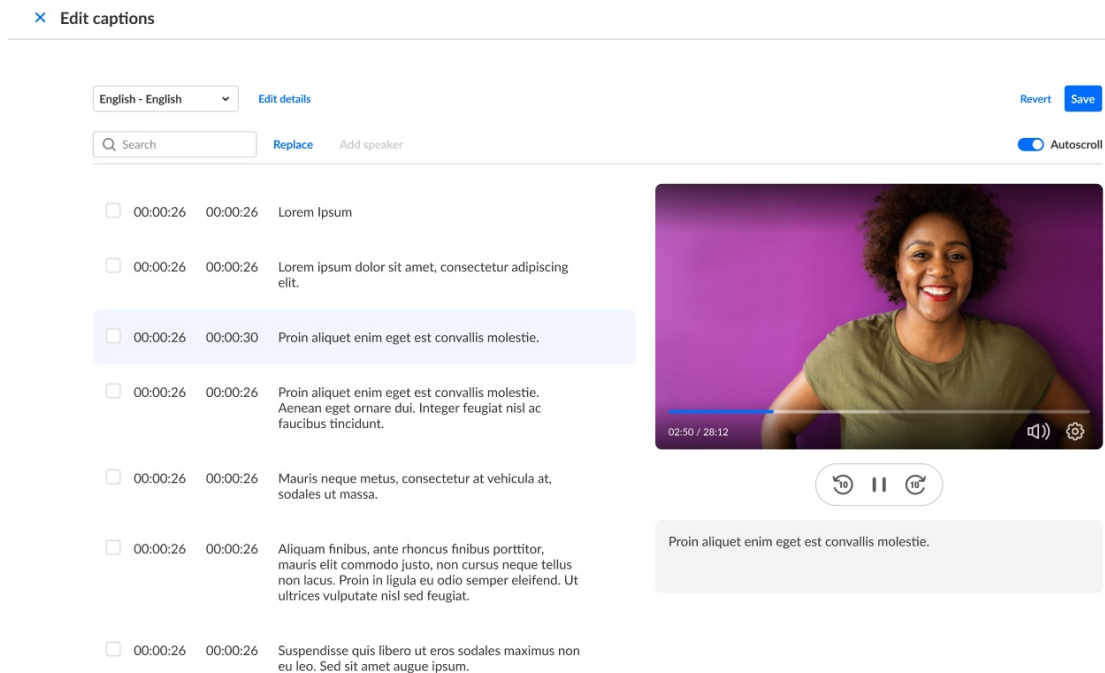 Edit captions
English - English
Edit details
Revert
Save
Search
Replace
Add speaker
Autoscroll
00:00:26 00:00:26 Lorem Ipsum
00:00:26 00:00:26 Lorem ipsum dolor sit amet, consectetur adipiscing
elit.
00:00:26 00:00:30 Proin aliquet enim eget est convallis molestie.
00:00:26 00:00:26 Proin aliquet enim eget est convallis molestie.
Aenean eget ornare dui. Integer feugiat nisl ac
faucibus tincidunt.
00:00:26 00:00:26 Mauris neque metus, consectetur at vehicula at,
sodales ut massa.
00:00:26 00:00:26 Aliquam finibus, ante rhoncus finibus porttitor,
mauris elit commodo justo, non cursus neque tellus
non lacus. Proin in ligula eu odio semper eleifend. Ut
ultrices vulputate nisl sed feugiat.
00:00:26 00:00:26 Suspendisse quis libero ut eros sodales maximus non
eu leo. Sed sit amet augue ipsum.
02:50 / 28:12
10
10
Proin aliquet enim eget est convallis molestie.